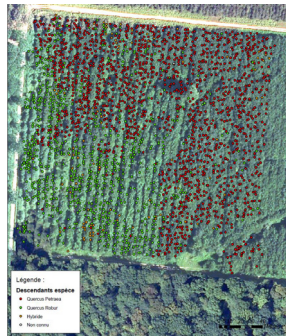 Légende :
Descendants espèce
Quercus Petraea
Quercus Robur
Hybride
Non connu